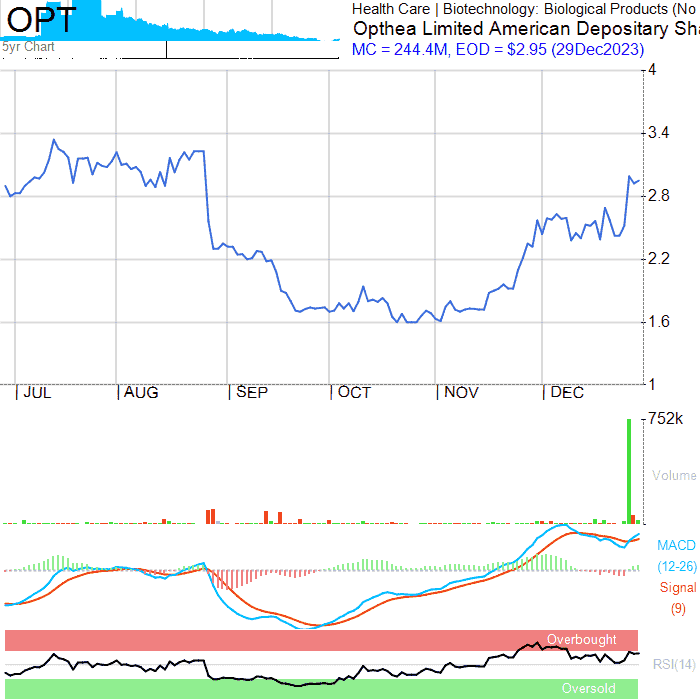 OPT
Health Care | Biotechnology: Biological Products (No
Opthea Limited American Depositary Sha
5yr Chart
MC = 244.4M, EOD = $2.95 (29Dec2023)
4
3.4
2.8
2.2
1.6
1
JUL
AUG
SEP
OCT
NOV
DEC
752k
Volume
MACD
(12-26)
Signal
(9)
Overbought
RSI(14)
Oversold